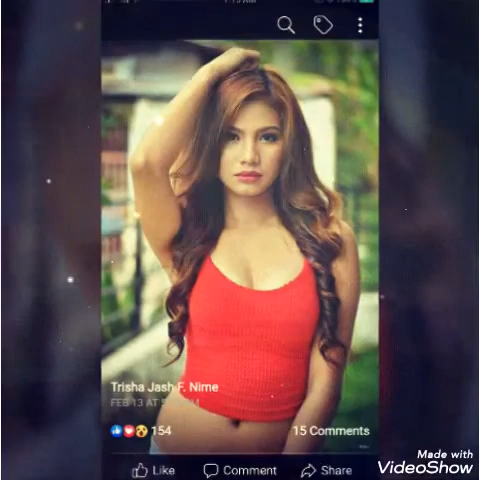 Trisha Jash F. Nime
FEB 13 AT
154
15 Comments
Like
Comment
Share
Made with
VideoShow